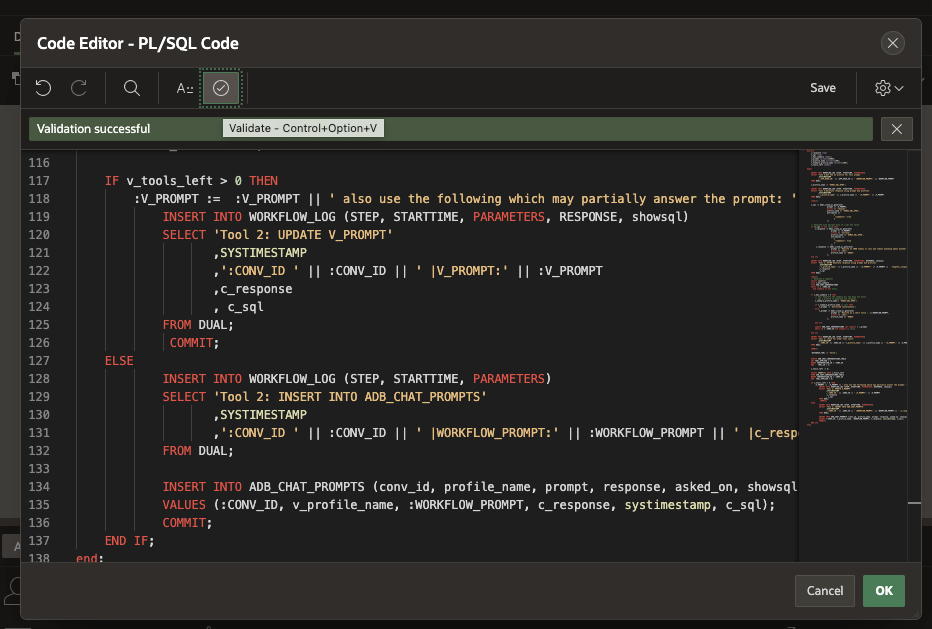 Code Editor - PL/SQL Code
A::
Save
Validation successful
Validate - Control+Option+V
116
117 IF v_tools_left > 0 THEN
118 :V_PROMPT := :V_PROMPT || ' also use the following which may partially answer the prompt: '
119 INSERT INTO WORKFLOW_LOG (STEP, STARTTIME, PARAMETERS, RESPONSE, showsql)
120 SELECT 'Tool 2: UPDATE V_PROMPT'
121 ,SYSTIMESTAMP
122 ,':CONV_ID ' || :CONV_ID || ' |V_PROMPT:' || :V_PROMPT
123 ,c_response
124 , c_sql
125 FROM DUAL;
126 COMMIT;
127 ELSE
128 INSERT INTO WORKFLOW_LOG (STEP, STARTTIME, PARAMETERS)
129 SELECT 'Tool 2: INSERT INTO ADB_CHAT_PROMPTS'
130 ,SYSTIMESTAMP
131 ,':CONV_ID ' || :CONV_ID || ' |WORKFLOW_PROMPT:' || :WORKFLOW_PROMPT || ' |c_resp
132 FROM DUAL;
133
134 INSERT INTO ADB_CHAT_PROMPTS (conv_id, profile_name, prompt, response, asked_on, showsql
135 VALUES (:CONV_ID, v_profile_name, :WORKFLOW_PROMPT, c_response, systimestamp, c_sql);
136 COMMIT;
137 END IF;
138 end;
Cancel
OK